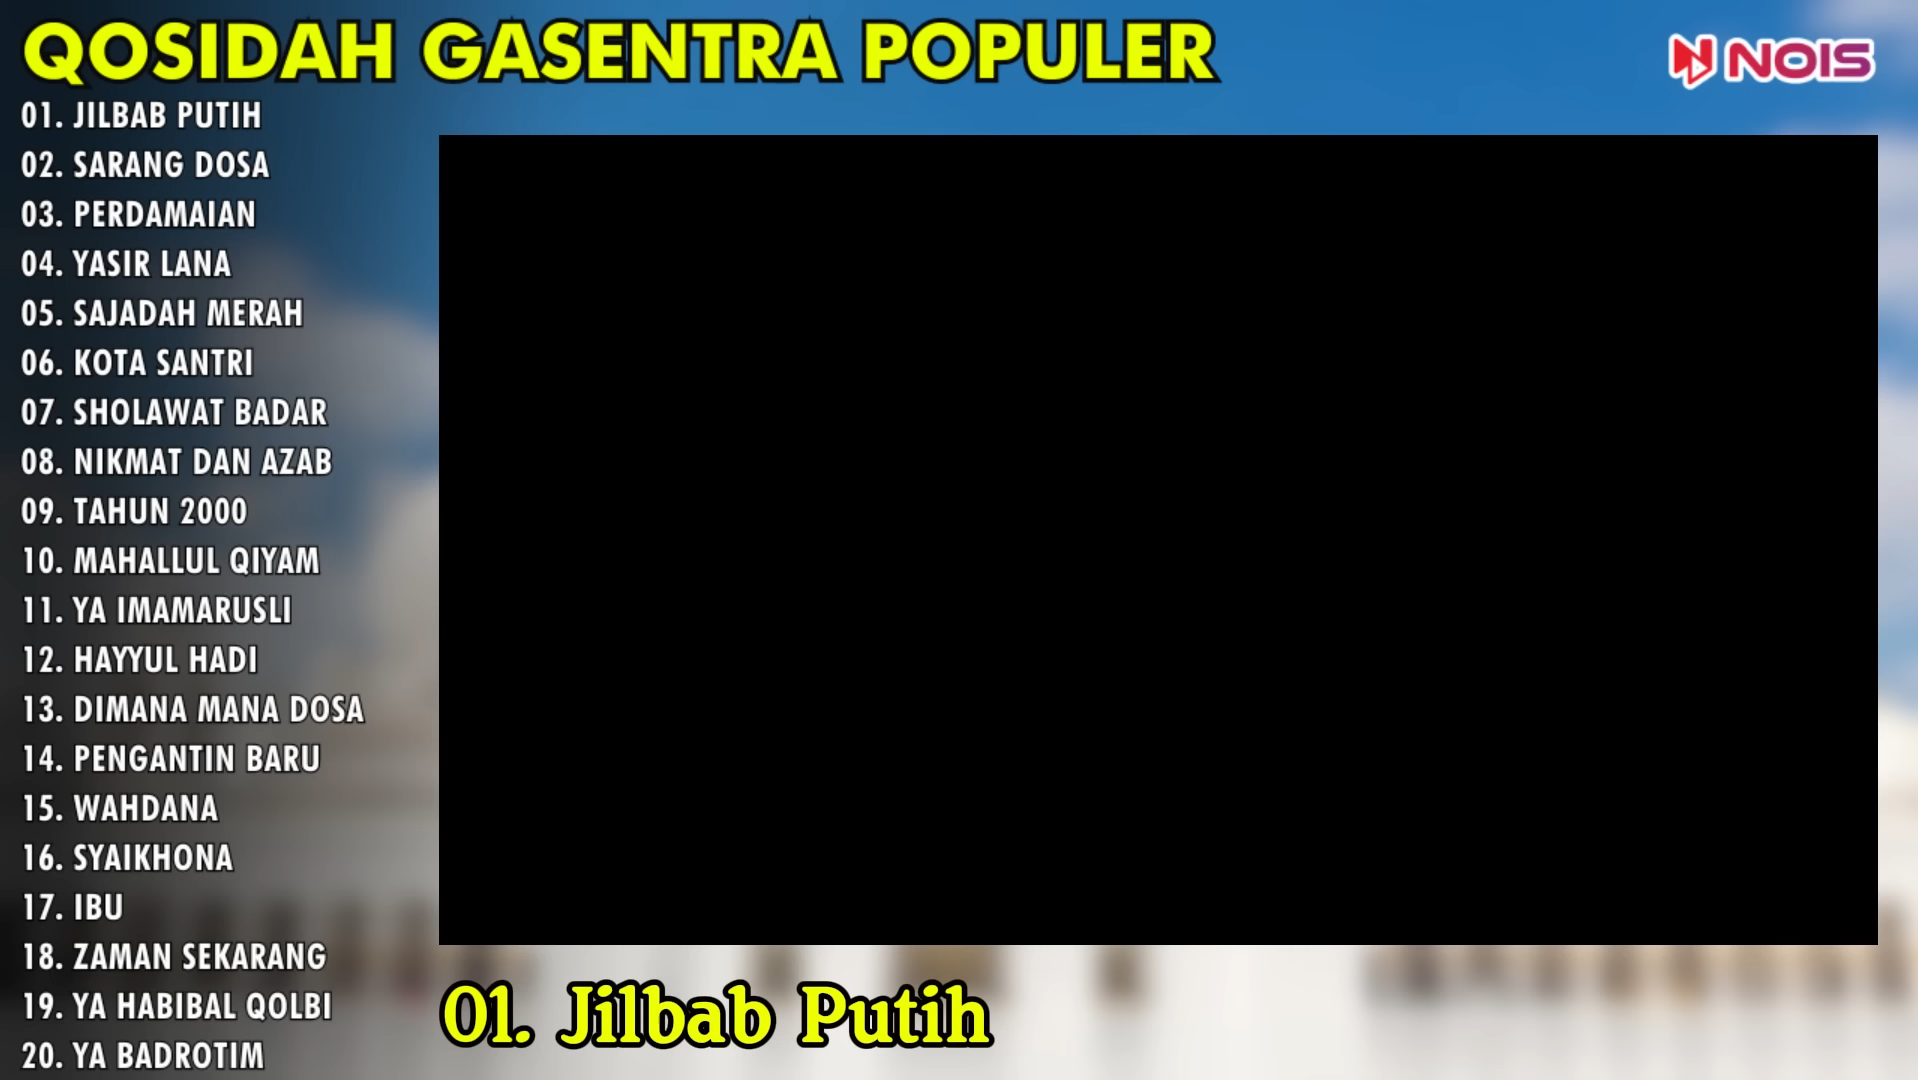 QOSIDAH GASENTRA POPULER
NOIS
01. JILBAB PUTIH
02. SARANG DOSA
03. PERDAMAIAN
04. YASIR LANA
05. SAJADAH MERAH
06. KOTA SANTRI
07. SHOLAWAT BADAR
08. NIKMAT DAN AZAB
09. TAHUN 2000
10. MAHALLUL QIYAM
11. YA IMAMARUSLI
12. HAYYUL HADI
13. DIMANA MANA DOSA
14. PENGANTIN BARU
15. WAHDANA
16. SYAIKHONA
17. IBU
18. ZAMAN SEKARANG
19. YA HABIBAL QOLBI
20. YA BADROTIM
01. Jilbab Putih